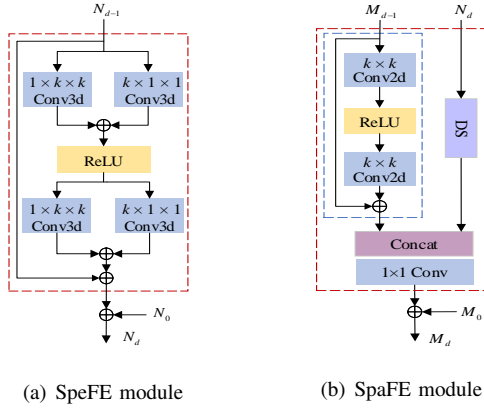 N_{d-1}
1 × k × k
Conv3d
k × 1 × 1
Conv3d
ReLU
1 × k × k
Conv3d
k × 1 × 1
Conv3d
N_0
N_d
(a) SpeFE module
M_{d-1}
N_d
k × k
Conv2d
ReLU
k × k
Conv2d
DS
Concat
1×1 Conv
M_0
M_d
(b) SpaFE module